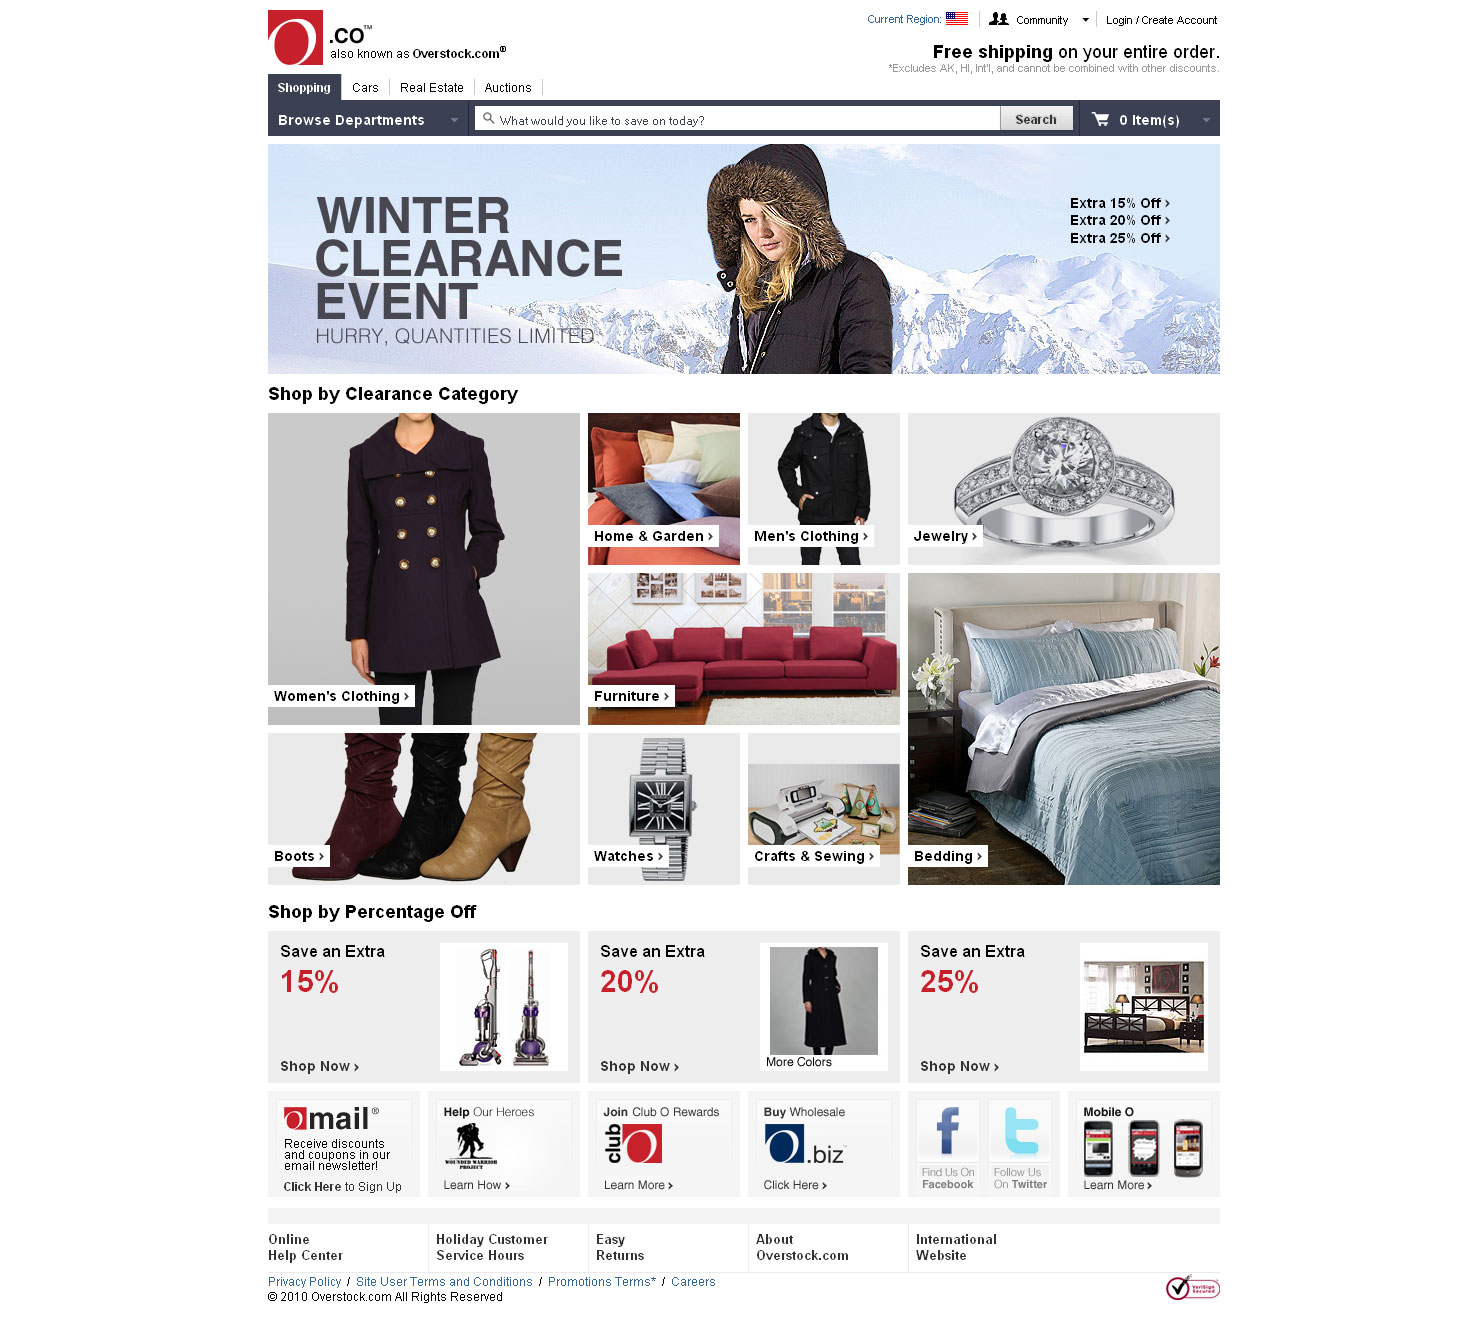 Current Region:
Community
Login / Create Account
O.co™
also known as Overstock.com®
Free shipping on your entire order.
*Excludes AK, HI, Int'l, and cannot be combined with other discounts.
Shopping
Cars
Real Estate
Auctions
Browse Departments
What would you like to save on today?
Search
0 Item(s)
WINTER
CLEARANCE
EVENT
HURRY, QUANTITIES LIMITED.
Extra 15% Off ›
Extra 20% Off ›
Extra 25% Off ›
Shop by Clearance Category
Women's Clothing ›
Home & Garden ›
Men's Clothing ›
Jewelry ›
Furniture ›
Boots ›
Watches ›
Crafts & Sewing ›
Bedding ›
Shop by Percentage Off
Save an Extra
15%
Shop Now ›
Save an Extra
20%
Shop Now ›
More Colors
Save an Extra
25%
Shop Now ›
Omail®
Receive discounts
and coupons in our
email newsletter!
Click Here to Sign Up
Help Our Heroes
WOUNDED WARRIOR
PROJECT
Learn How ›
Join Club O Rewards
club O
Learn More ›
Buy Wholesale
O.biz™
Click Here ›
f
Find Us On
Facebook
t
Follow Us
On Twitter
Mobile O
Learn More ›
Online
Help Center
Holiday Customer
Service Hours
Easy
Returns
About
Overstock.com
International
Website
Privacy Policy / Site User Terms and Conditions / Promotions Terms* / Careers
© 2010 Overstock.com All Rights Reserved
VeriSign
Secured